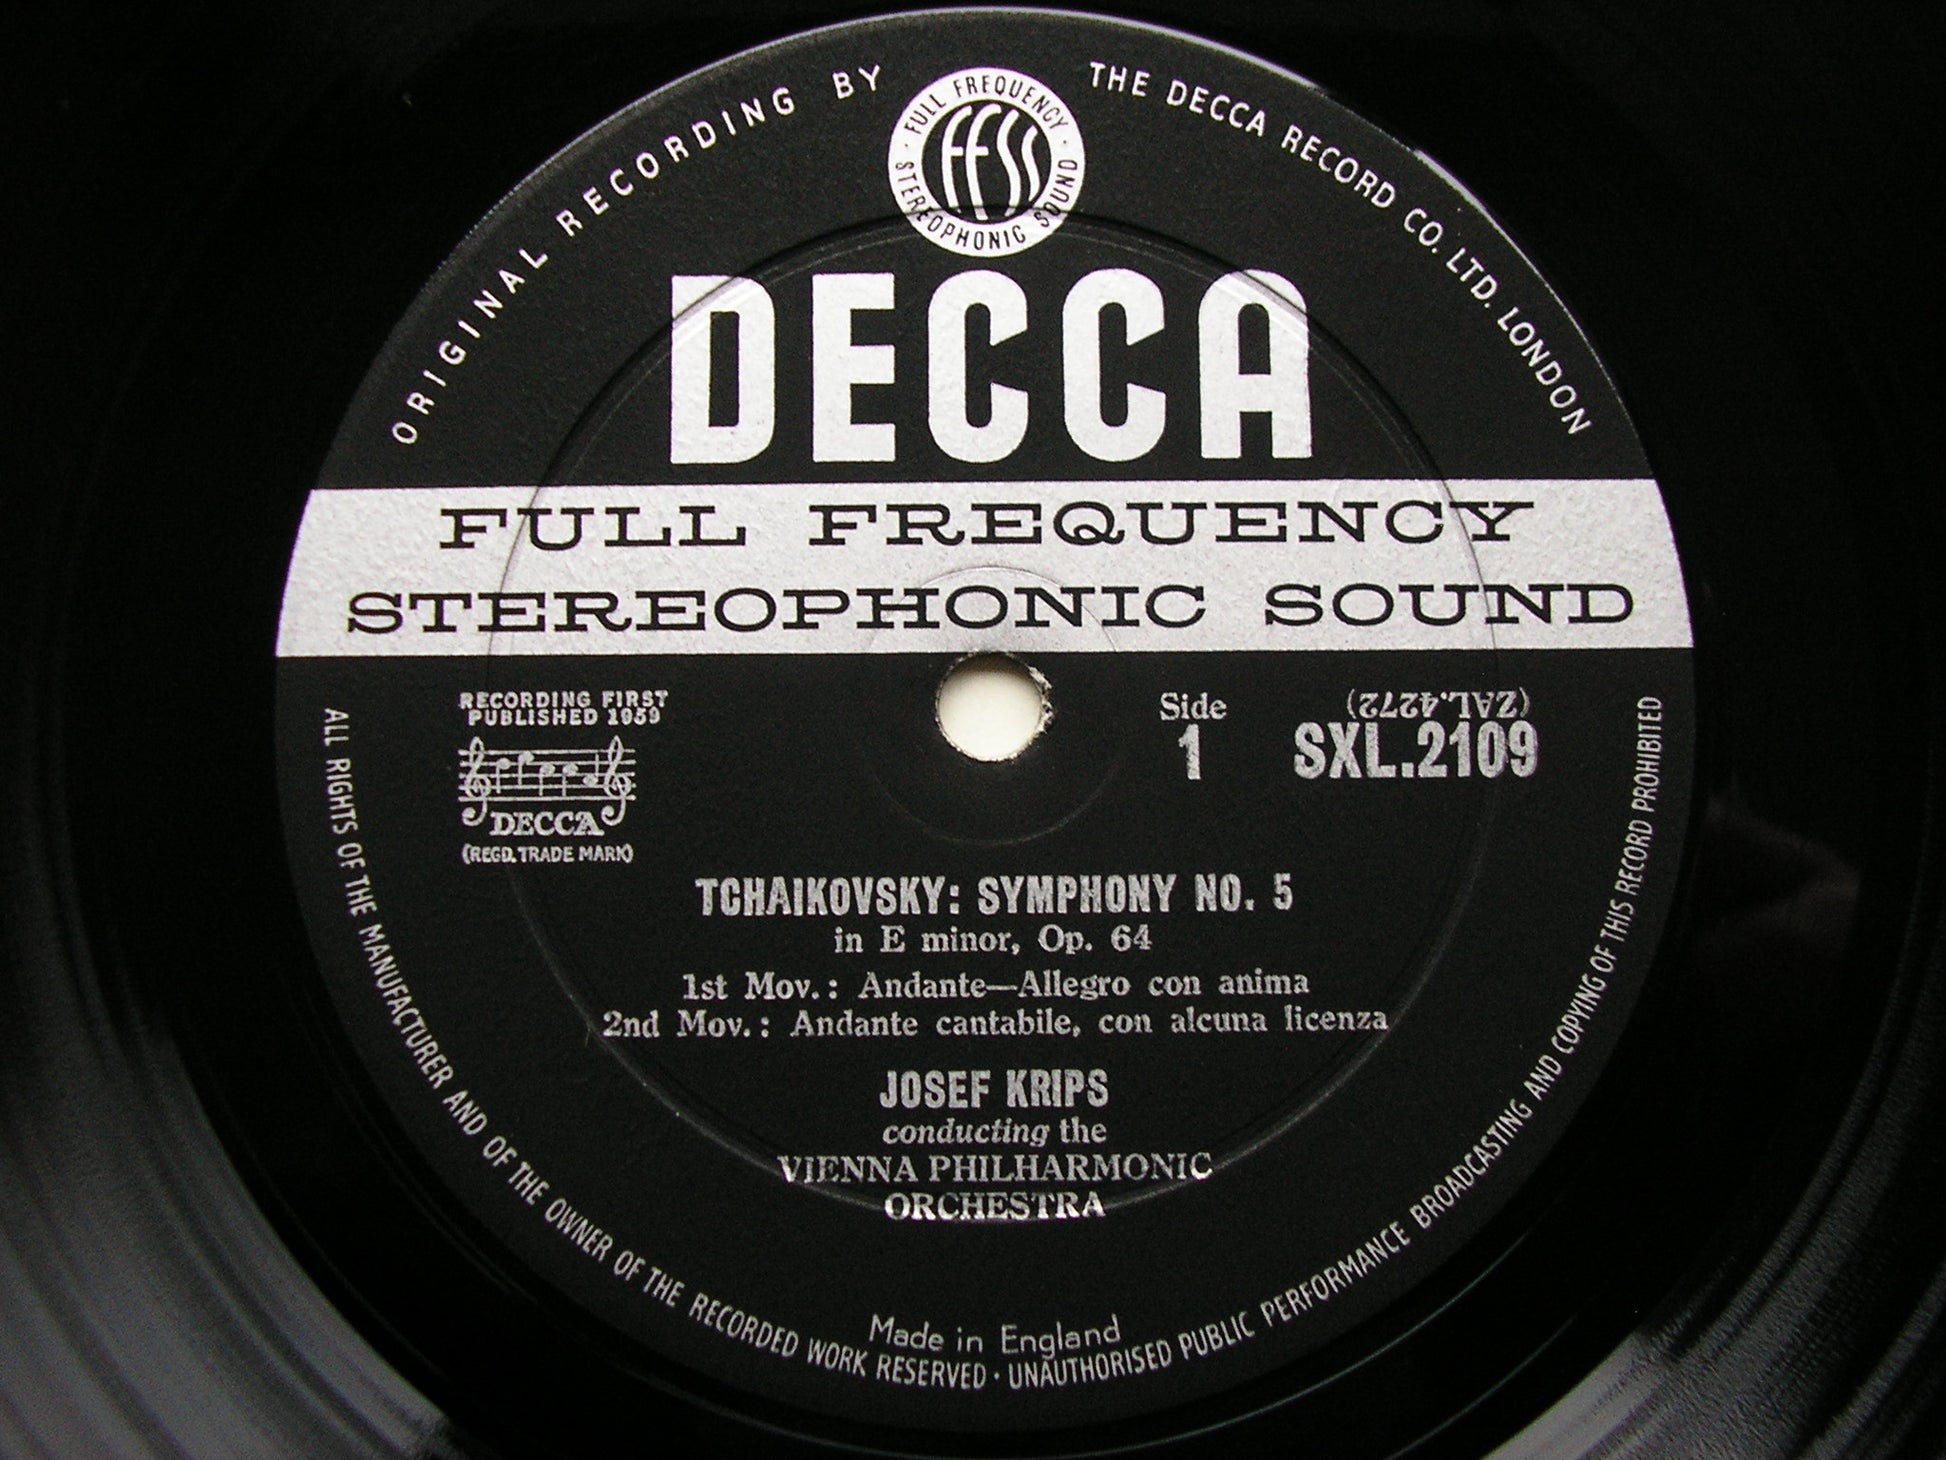 ORIGINAL RECORDING BY
THE DECCA RECORD CO. LTD. LONDON
· FULL FREQUENCY · STEREOPHONIC SOUND
FFSS
DECCA
FULL FREQUENCY
STEREOPHONIC SOUND
RECORDING FIRST
PUBLISHED 1959
DECCA
(REGD. TRADE MARK)
Side
1
(ZAL.4272)
SXL.2109
TCHAIKOVSKY: SYMPHONY NO. 5
in E minor, Op. 64
1st Mov.: Andante—Allegro con anima
2nd Mov.: Andante cantabile, con alcuna licenza
JOSEF KRIPS
conducting the
VIENNA PHILHARMONIC
ORCHESTRA
Made in England
ALL RIGHTS OF THE MANUFACTURER AND OF THE OWNER OF THE RECORDED WORK RESERVED · UNAUTHORISED PUBLIC PERFORMANCE BROADCASTING AND COPYING OF THIS RECORD PROHIBITED